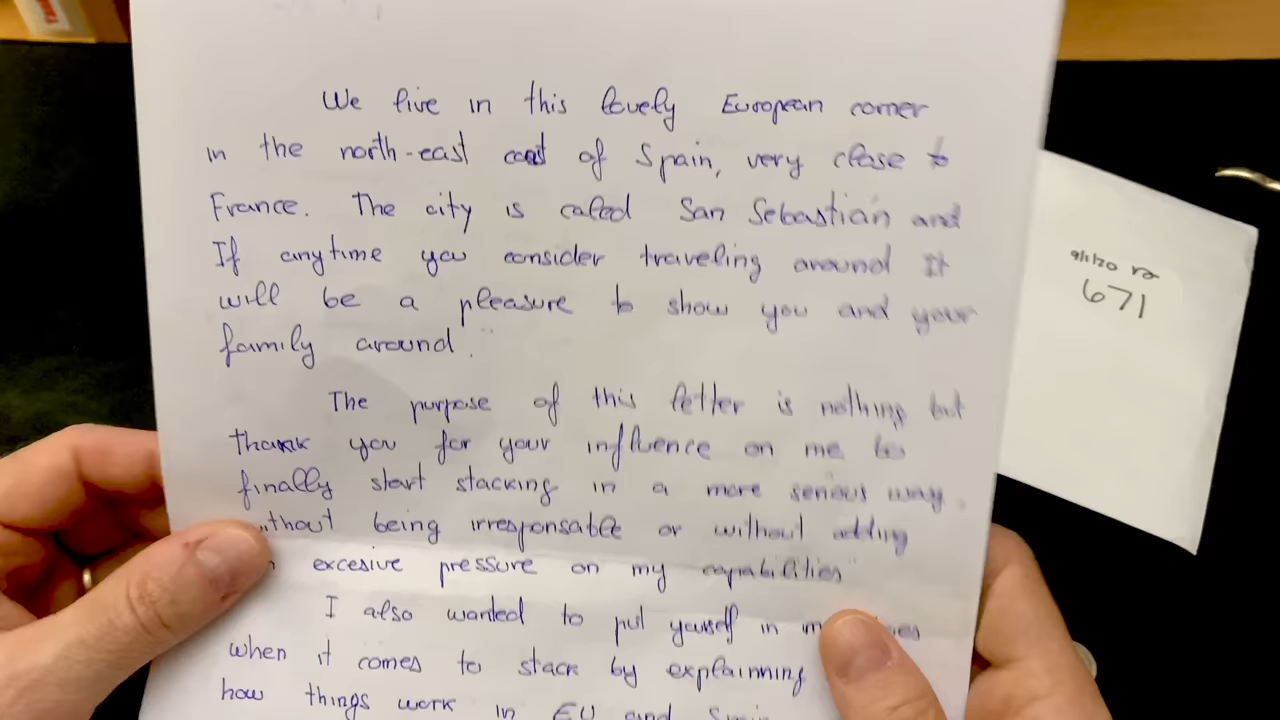 We live in this lovely European corner
in the north-east cost of Spain, very close to
France. The city is called San Sebastian and
If anytime you consider traveling around it
will be a pleasure to show you and your
family around.
The purpose of this letter is nothing but
thank you for your influence on me to
finally start stacking in a more serious way
without being irresponsable or without adding
excesive pressure on my capabilities
I also wanted to put yourself in
when it comes to stack by explainning
how things work in EU and Spain
9/1/20
671